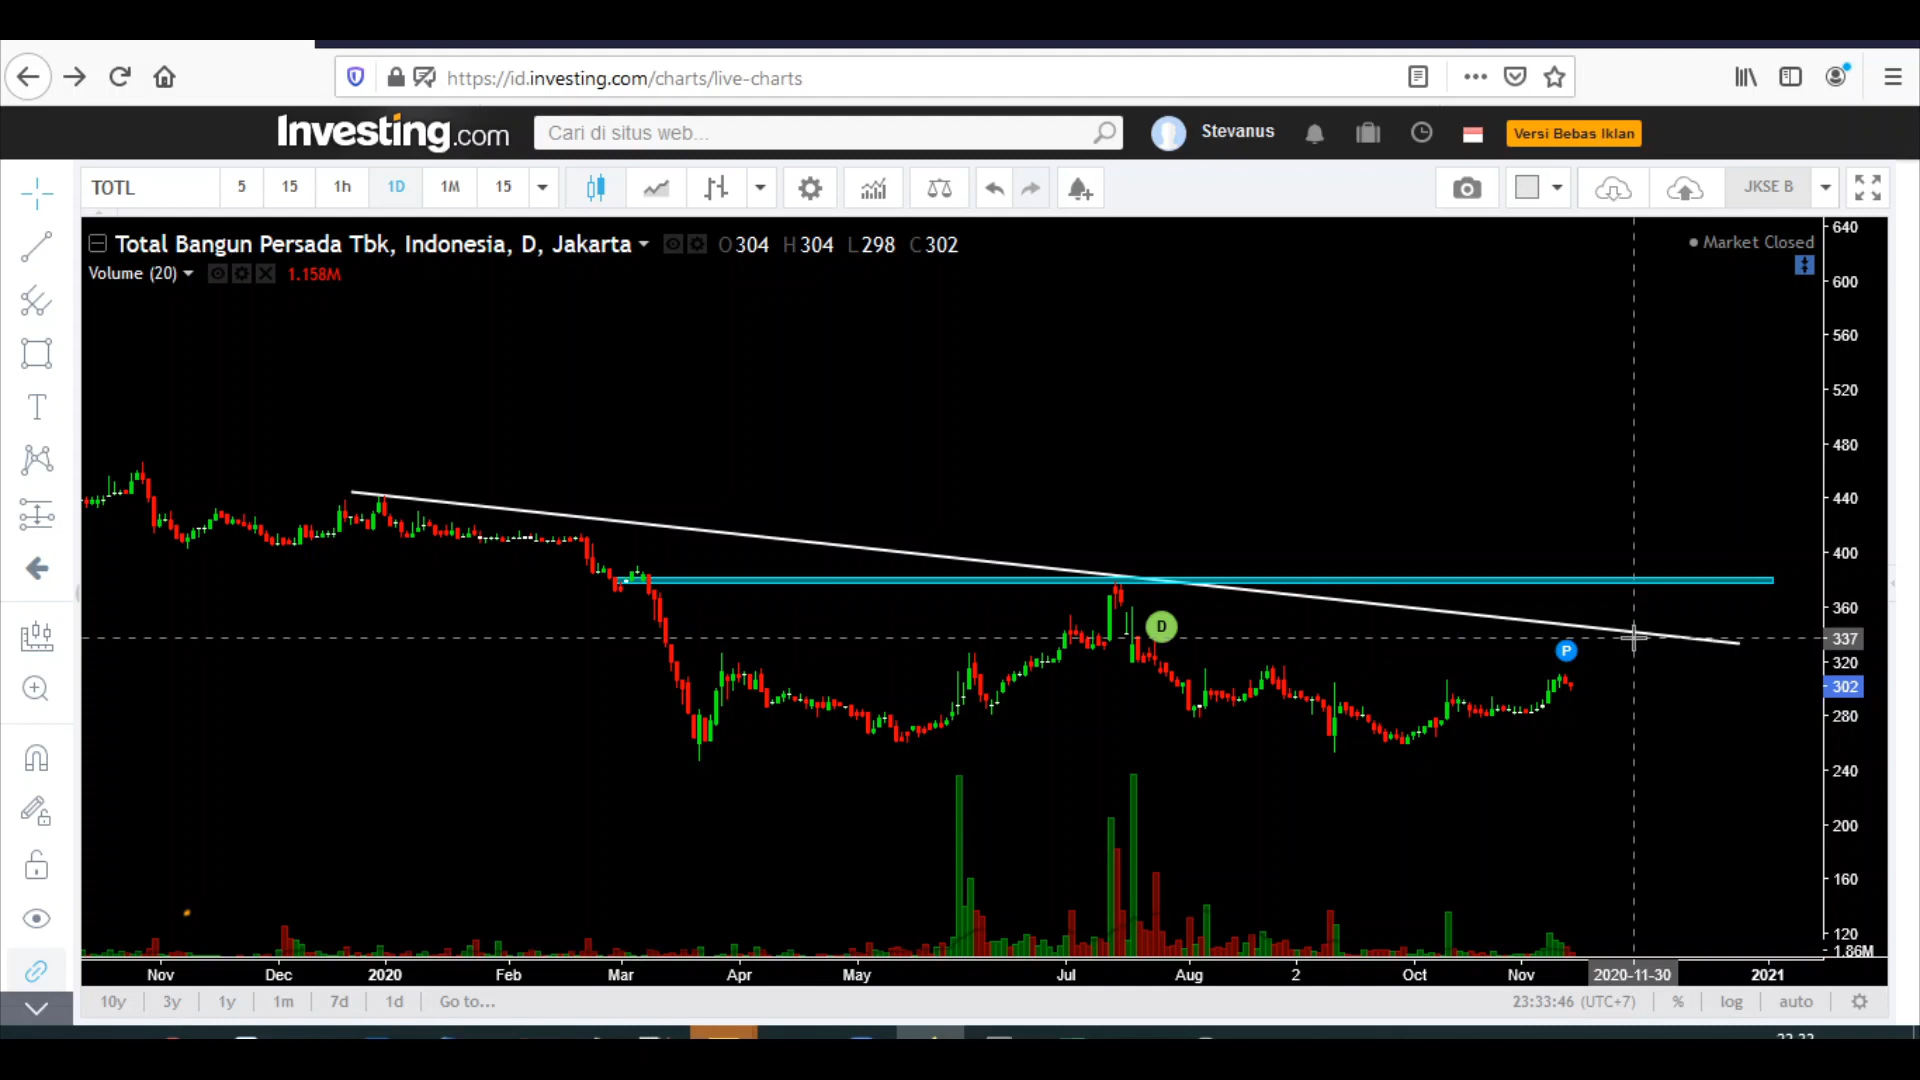 https://id.investing.com/charts/live-charts
Investing.com
Cari di situs web...
Stevanus
Versi Bebas Iklan
TOTL 5 15 1h 1D 1M 15
JKSE B
Total Bangun Persada Tbk, Indonesia, D, Jakarta O304 H304 L298 C302
Market Closed
Volume (20) 1.158M
640
600
560
520
480
440
400
360
337
320
302
280
240
200
160
120
1.86M
D
P
T
Nov Dec 2020 Feb Mar Apr May Jul Aug 2 Oct Nov 2020-11-30 2021
10y 3y 1y 1m 7d 1d Go to... 23:33:46 (UTC+7) % log auto